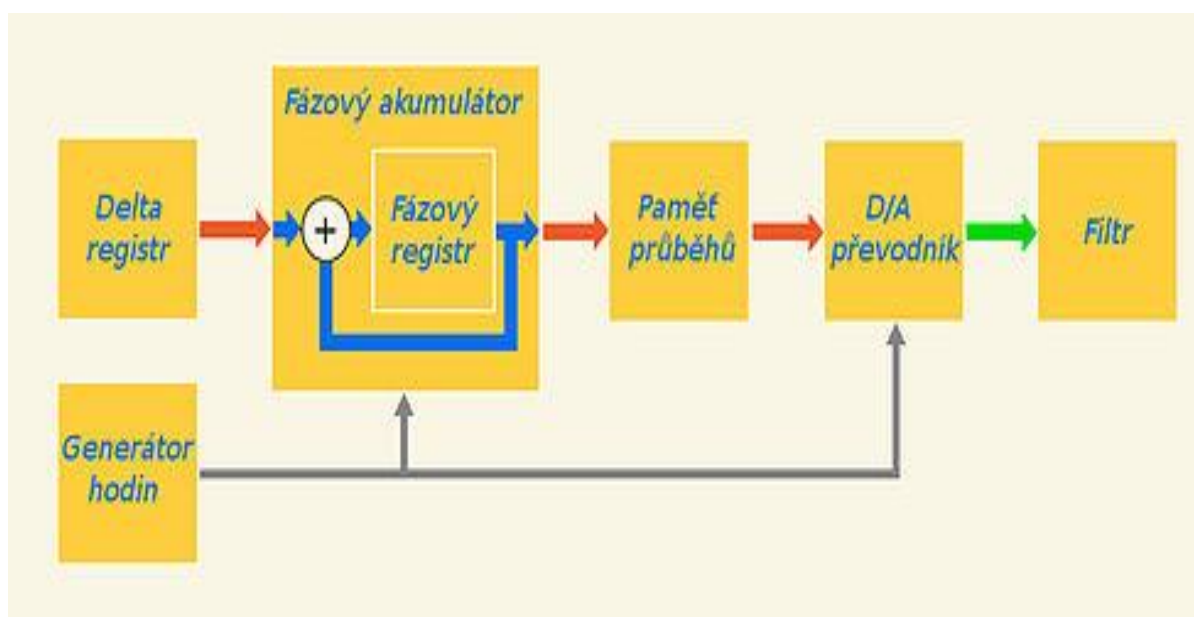 Fázový akumulátor
Delta
registr
+
Fázový
registr
Paměť
průběhů
D/A
převodník
Filtr
Generátor
hodin